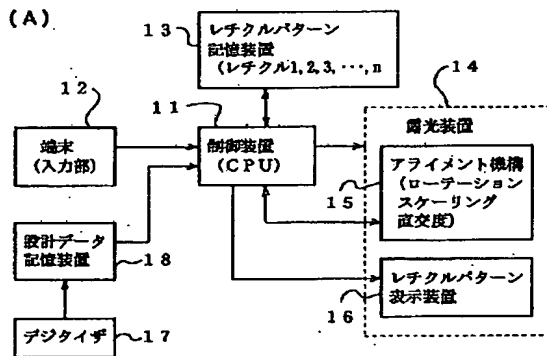 (A)
13
レチクルパターン
記憶装置
(レチクル1,2,3,…,n
12
11
14
端末
(入力部)
制御装置
(CPU)
露光装置
アライメント機構
(ローテーション
スケーリング
直交度)
15
設計データ
記憶装置
18
レチクルパターン
表示装置
16
デジタイザ
17